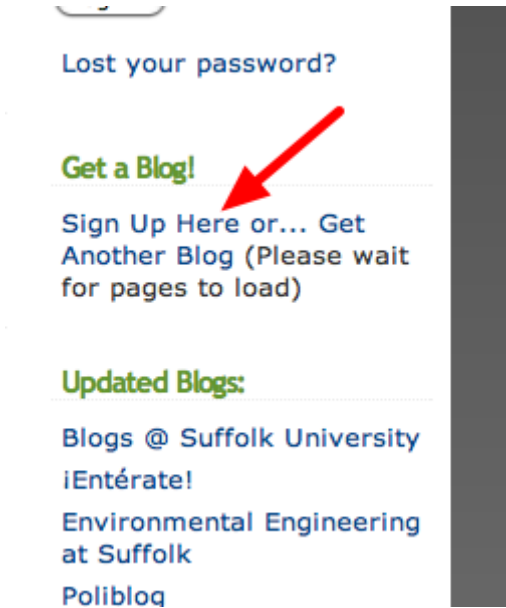 Lost your password?
Get a Blog!
Sign Up Here or... Get
Another Blog (Please wait
for pages to load)
Updated Blogs:
Blogs @ Suffolk University
¡Entérate!
Environmental Engineering
at Suffolk
Poliblog